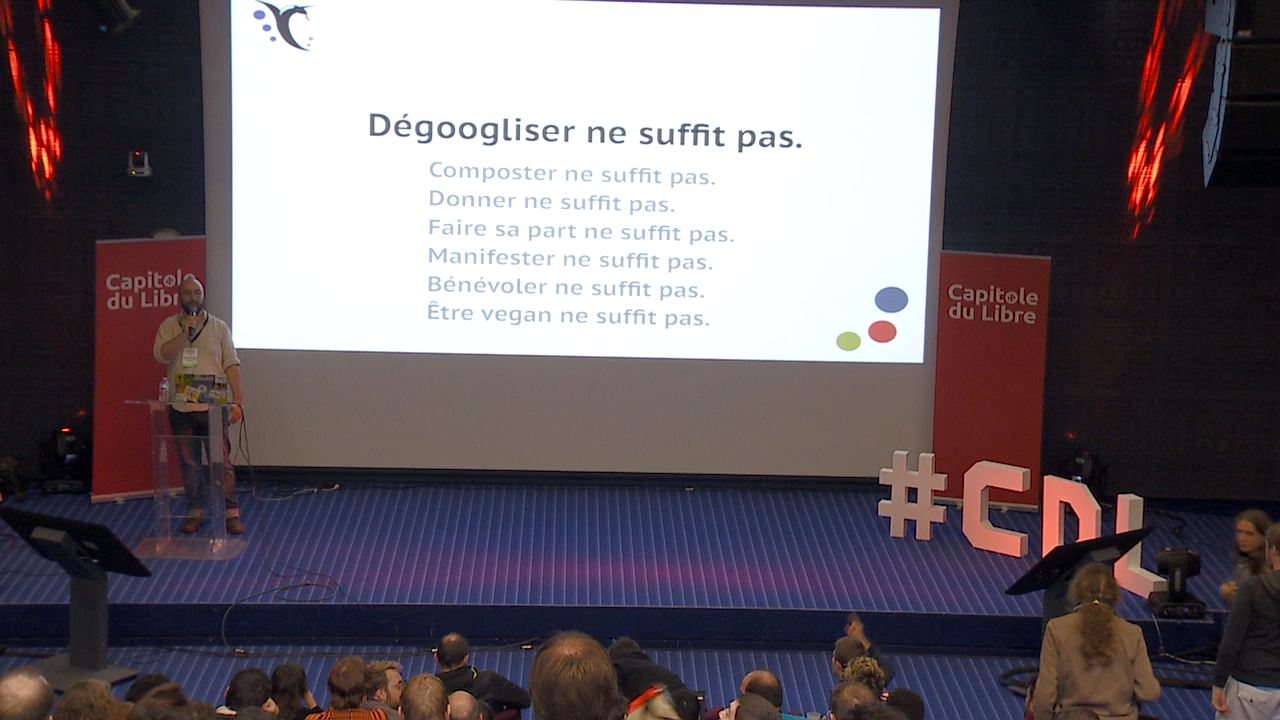 Dégoogliser ne suffit pas.
Composter ne suffit pas.
Donner ne suffit pas.
Faire sa part ne suffit pas.
Manifester ne suffit pas.
Bénévoler ne suffit pas.
Être vegan ne suffit pas.
Capitole
du Libr
Capitole
du Libre
#CDL